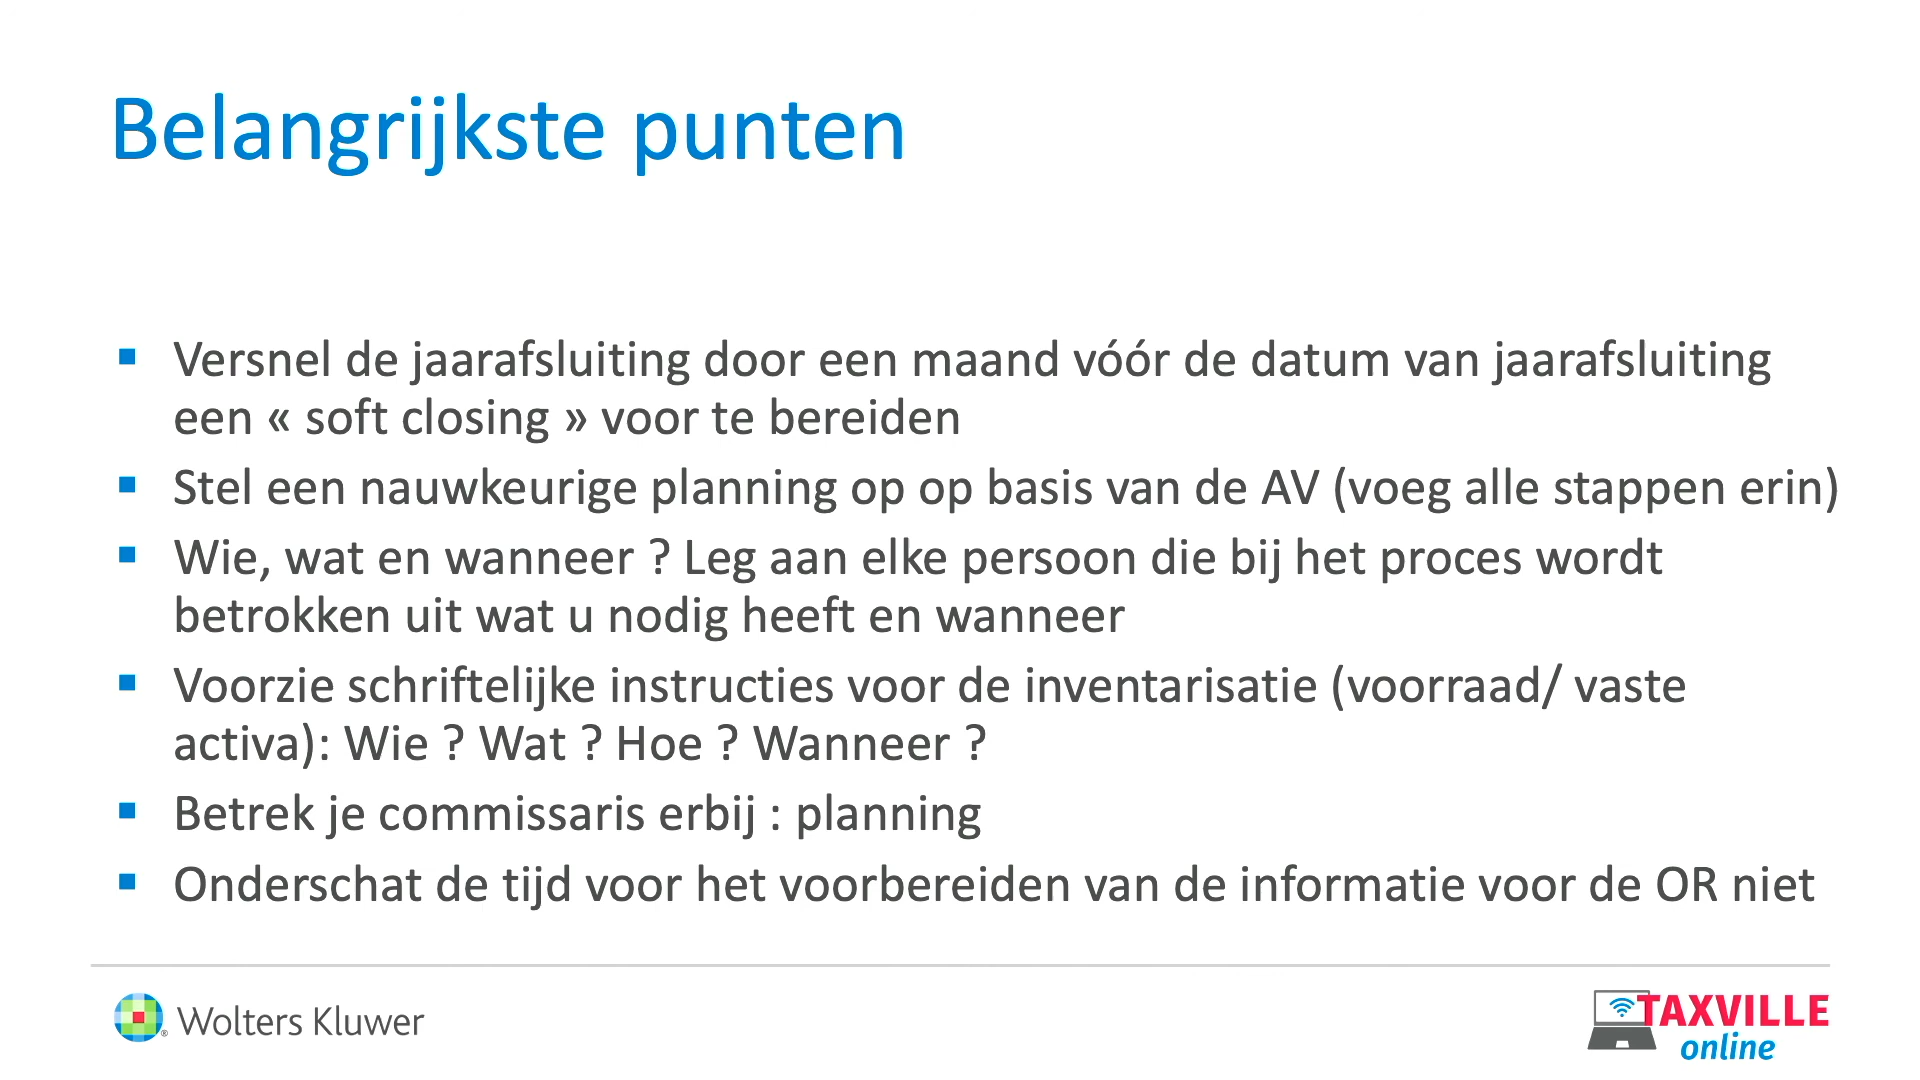 Belangrijkste punten
▪ Versnel de jaarafsluiting door een maand vóór de datum van jaarafsluiting
een « soft closing » voor te bereiden
▪ Stel een nauwkeurige planning op op basis van de AV (voeg alle stappen erin)
▪ Wie, wat en wanneer ? Leg aan elke persoon die bij het proces wordt
betrokken uit wat u nodig heeft en wanneer
▪ Voorzie schriftelijke instructies voor de inventarisatie (voorraad/ vaste
activa): Wie ? Wat ? Hoe ? Wanneer ?
▪ Betrek je commissaris erbij : planning
▪ Onderschat de tijd voor het voorbereiden van de informatie voor de OR niet
® Wolters Kluwer
TAXVILLE
online